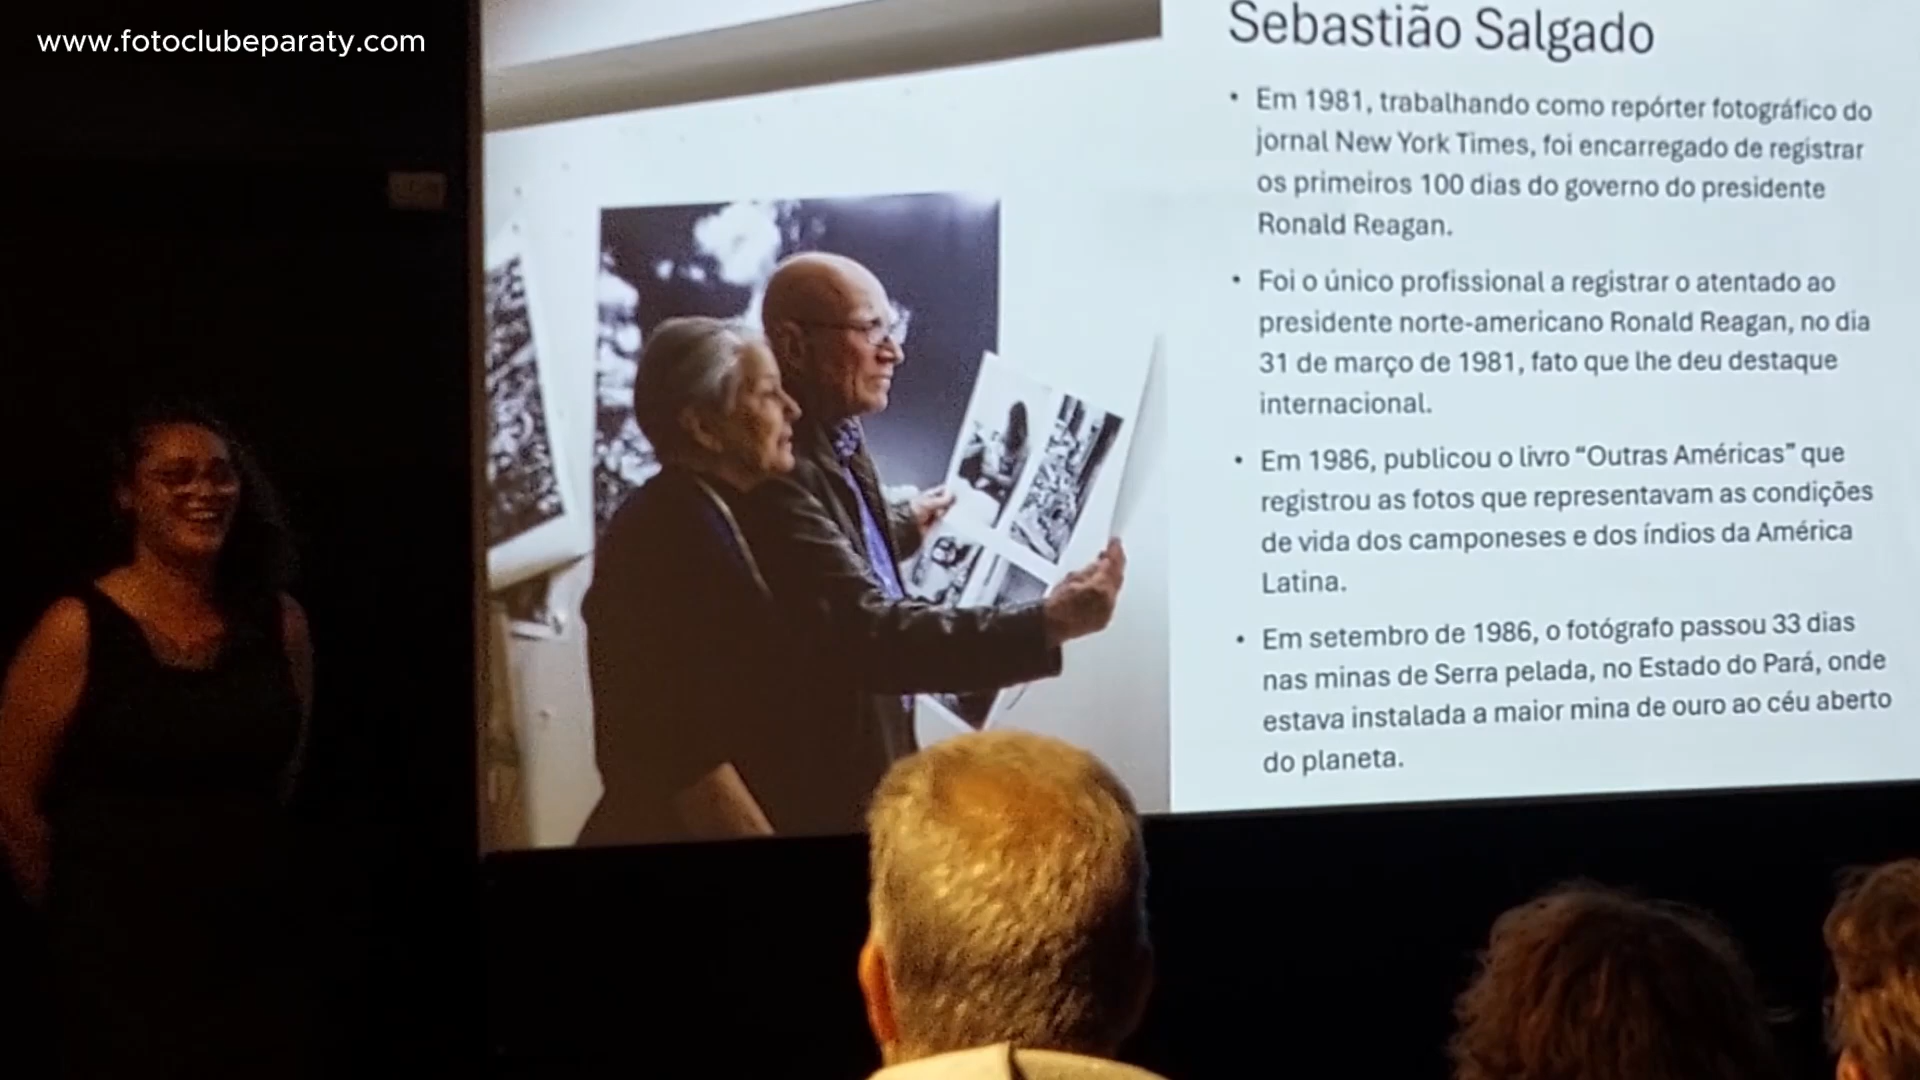 www.fotoclubeparaty.com
Sebastião Salgado
• Em 1981, trabalhando como repórter fotográfico do
jornal New York Times, foi encarregado de registrar
os primeiros 100 dias do governo do presidente
Ronald Reagan.
• Foi o único profissional a registrar o atentado ao
presidente norte-americano Ronald Reagan, no dia
31 de março de 1981, fato que lhe deu destaque
internacional.
• Em 1986, publicou o livro “Outras Américas” que
registrou as fotos que representavam as condições
de vida dos camponeses e dos índios da América
Latina.
• Em setembro de 1986, o fotógrafo passou 33 dias
nas minas de Serra pelada, no Estado do Pará, onde
estava instalada a maior mina de ouro ao céu aberto
do planeta.